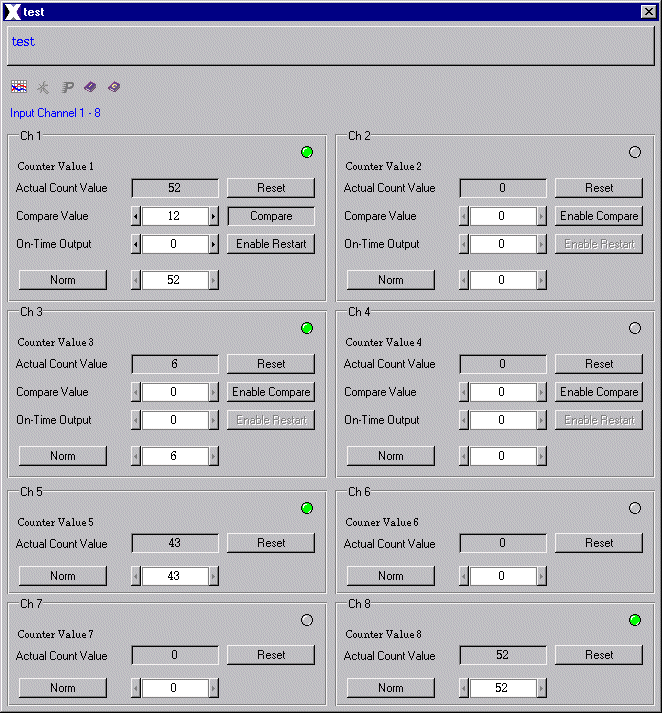 test
test
Input Channel 1 - 8
Ch 1
Counter Value 1
Actual Count Value 52 Reset
Compare Value 12 Compare
On-Time Output 0 Enable Restart
Norm 52
Ch 2
Counter Value 2
Actual Count Value 0 Reset
Compare Value 0 Enable Compare
On-Time Output 0 Enable Restart
Norm 0
Ch 3
Counter Value 3
Actual Count Value 6 Reset
Compare Value 0 Enable Compare
On-Time Output 0 Enable Restart
Norm 6
Ch 4
Counter Value 4
Actual Count Value 0 Reset
Compare Value 0 Enable Compare
On-Time Output 0 Enable Restart
Norm 0
Ch 5
Counter Value 5
Actual Count Value 43 Reset
Norm 43
Ch 6
Couner Value 6
Actual Count Value 0 Reset
Norm 0
Ch 7
Counter Value 7
Actual Count Value 0 Reset
Norm 0
Ch 8
Counter Value 8
Actual Count Value 52 Reset
Norm 52